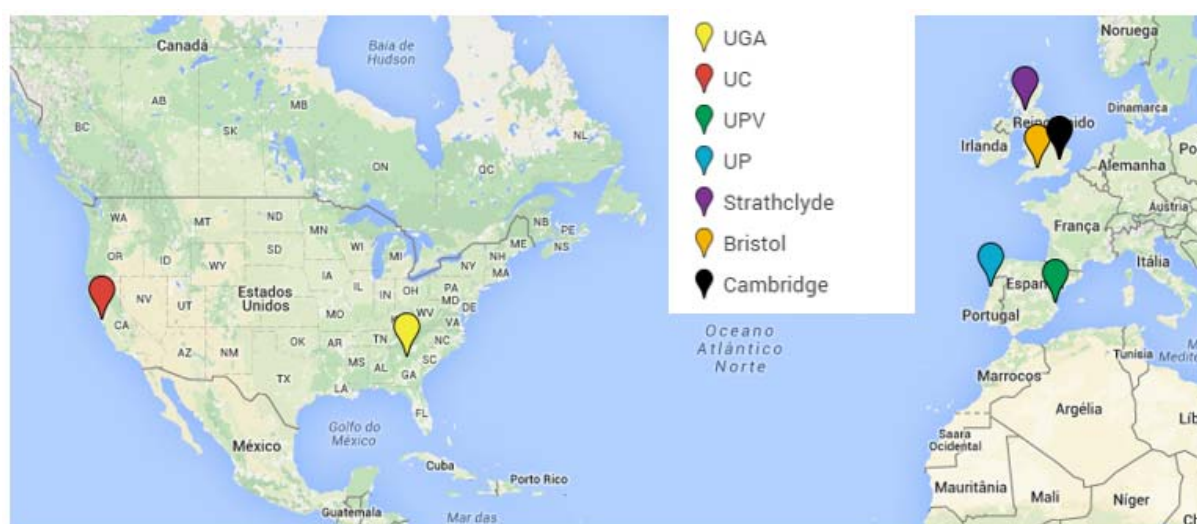 UGA
UC
UPV
UP
Strathclyde
Bristol
Cambridge
Canadá
Baía de
Hudson
AB
MB
BC
SK
NL
ON
QC
WA
MT
ND
MN
NB
PE
OR
ID
SD
WI
MI
ME
NS
WY
NH
NY
MA
IA
NV
UT
Estados
Unidos
IL
IN
OH
PA
MD
DE
CA
MO
WV
VA
AZ
NM
OK
AR
TN
NC
MS
AL
SC
GA
TX
LA
FL
Golfo do
México
México
Cuba
Porto Rico
Guatemala
Mar das
Oceano
Atlântico
Norte
Noruega
Dinamarca
Irlanda
Alemanha
Austria
França
Itália
Portugal
Tunísia
Marrocos
Argélia
Saara
Ocidental
Mauritânia
Mali
Níger